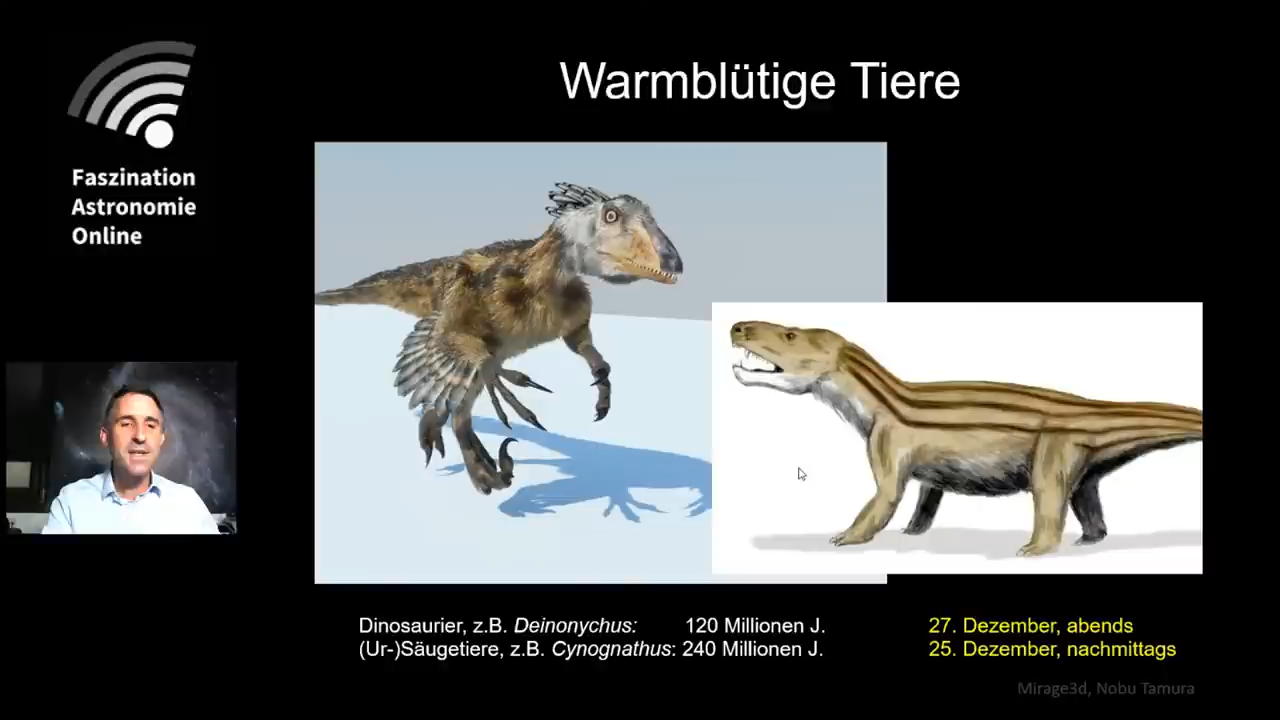 Warmblütige Tiere
Faszination
Astronomie
Online
Dinosaurier, z.B. Deinonychus: 120 Millionen J. 27. Dezember, abends
(Ur-)Säugetiere, z.B. Cynognathus: 240 Millionen J. 25. Dezember, nachmittags
Mirage3d, Nobu Tamura